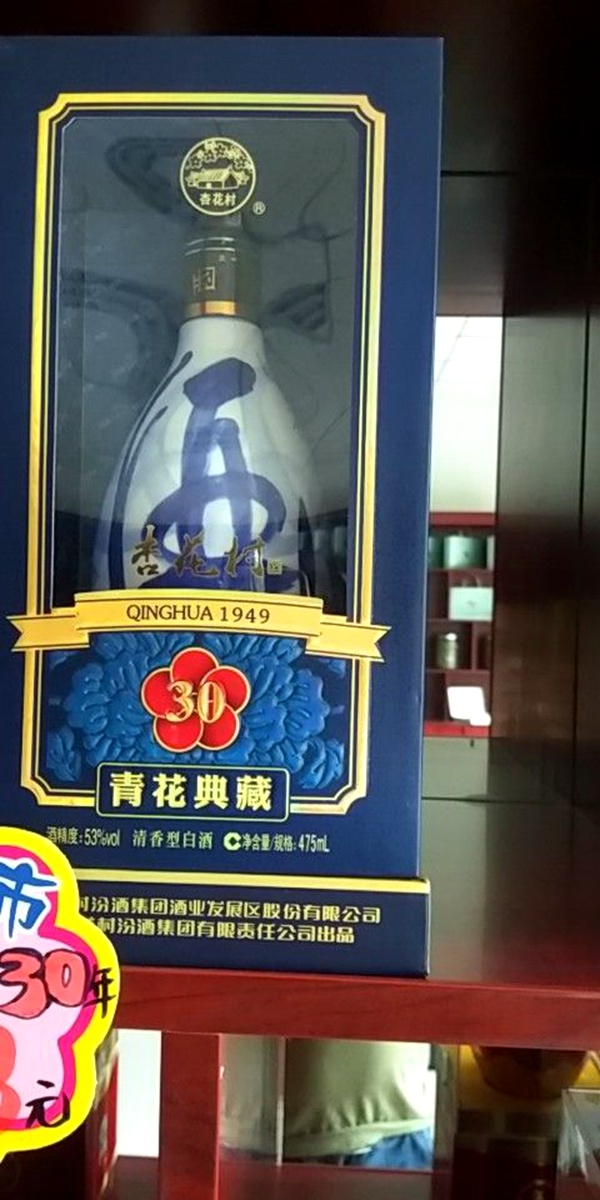 杏花村
®
杏花村
QINGHUA 1949
30
青花典藏
酒精度:53%vol 清香型白酒 净含量/规格:475mL
村汾酒集团酒业发展区股份有限公司
村汾酒集团有限责任公司出品
节
30年
元